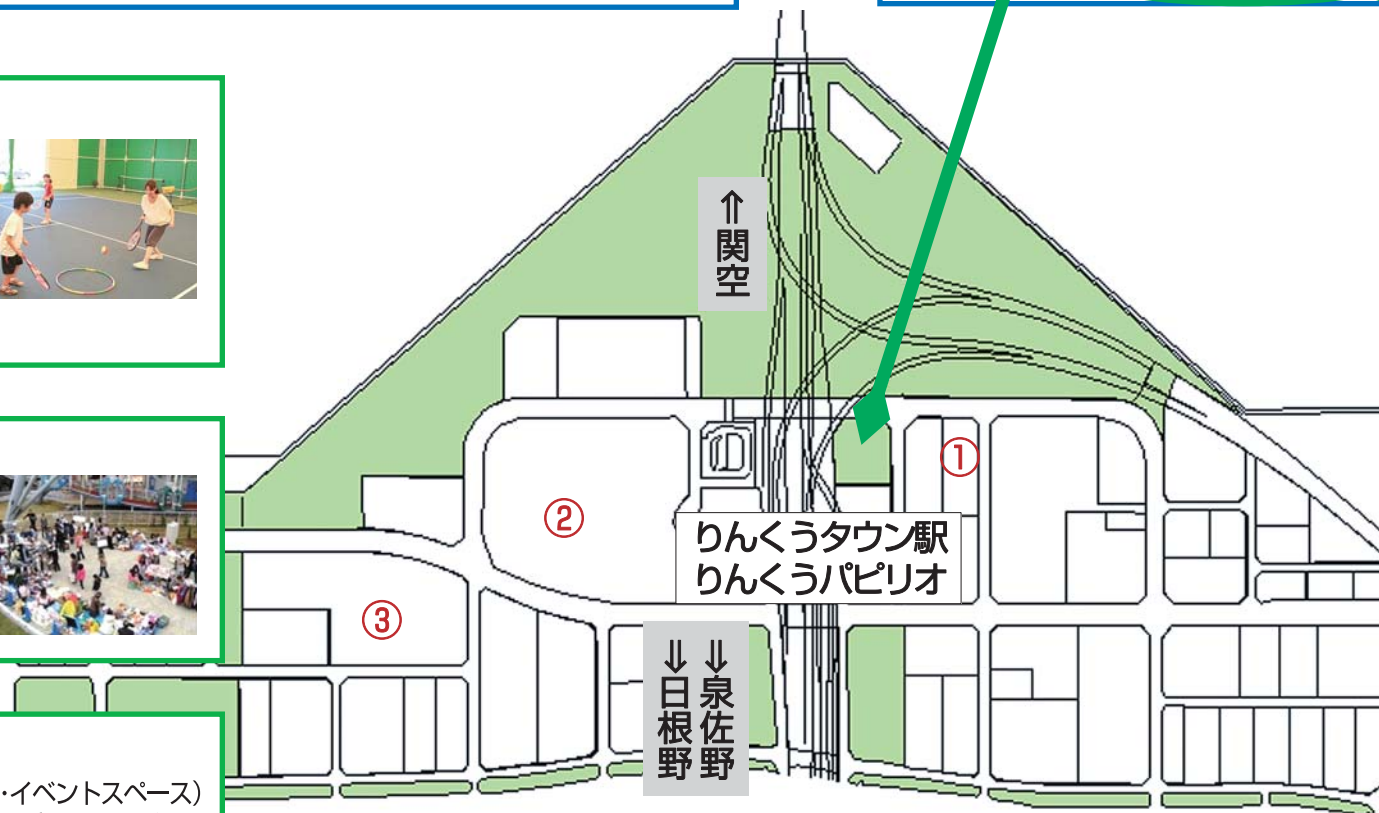 ⇑関空
①
②
りんくうタウン駅
りんくうパピリオ
③
⇓泉佐野
⇓日根野
・イベントスペース）